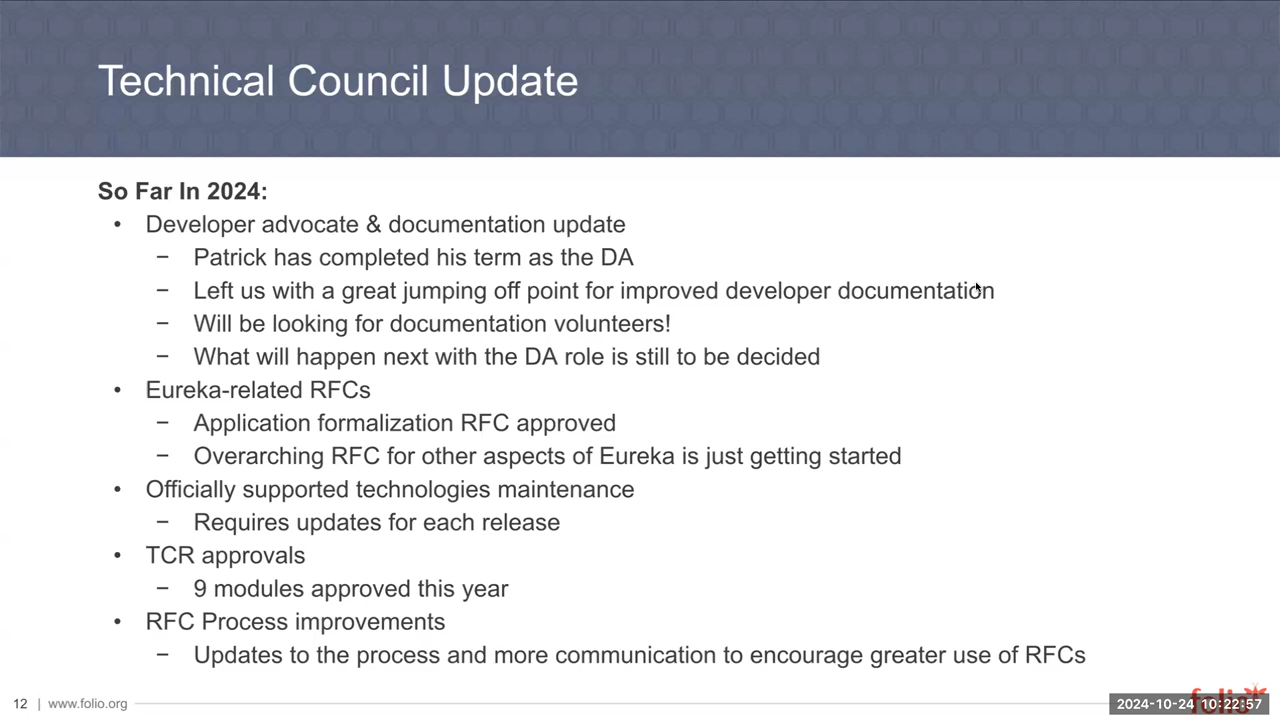 Technical Council Update
So Far In 2024:
• Developer advocate & documentation update
− Patrick has completed his term as the DA
− Left us with a great jumping off point for improved developer documentation
− Will be looking for documentation volunteers!
− What will happen next with the DA role is still to be decided
• Eureka-related RFCs
− Application formalization RFC approved
− Overarching RFC for other aspects of Eureka is just getting started
• Officially supported technologies maintenance
− Requires updates for each release
• TCR approvals
− 9 modules approved this year
• RFC Process improvements
− Updates to the process and more communication to encourage greater use of RFCs
12 | www.folio.org
folio
2024-10-24 10:22:57